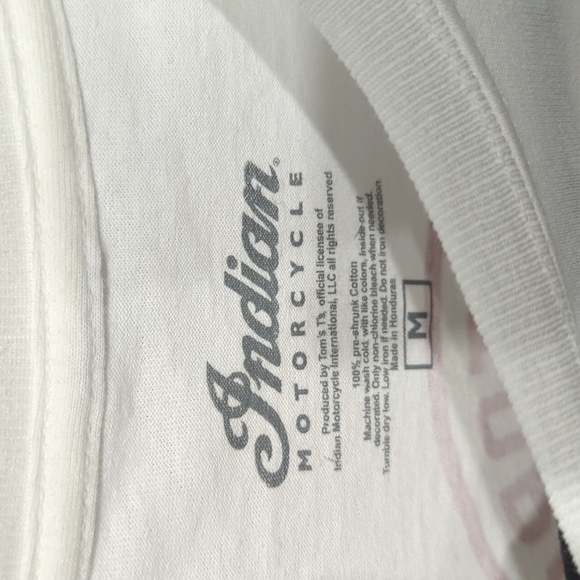 Indian®
MOTORCYCLE
Produced by Tom's T's, official licensee of
Indian Motorcycle International, LLC all rights reserved
100% pre-shrunk Cotton
Machine wash cold, with like colors, inside out if
decorated. Only non-chlorine bleach when needed.
Tumble dry low. Low iron if needed. Do not iron decoration.
Made in Honduras
M